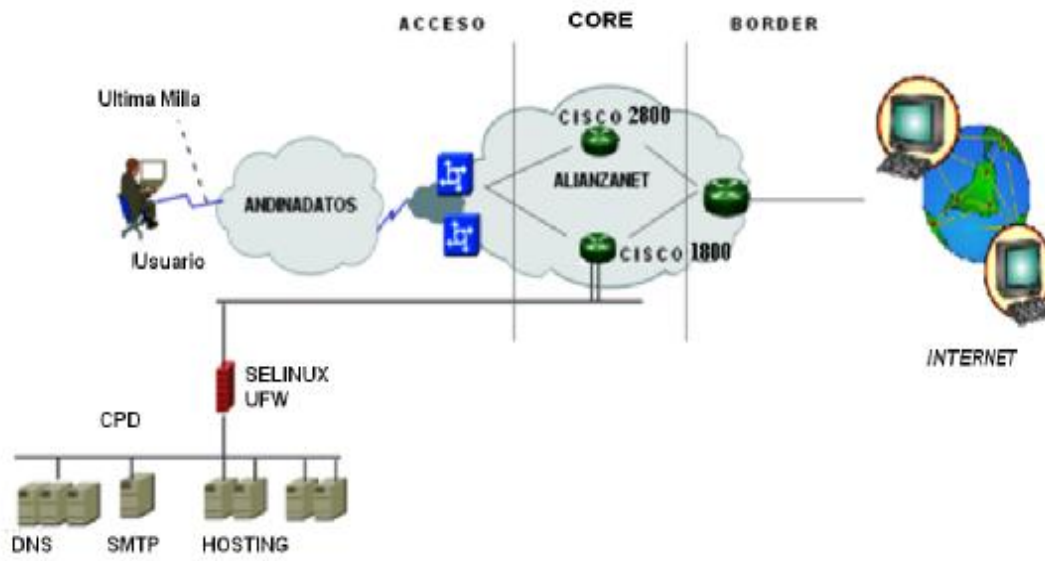 ACCESO
CORE
BORDER
Ultima Milla
CISCO 2800
ANDINADATOS
ALIANZANET
Usuario
CISCO 1800
INTERNET
SELINUX
UFW
CPD
DNS
SMTP
HOSTING